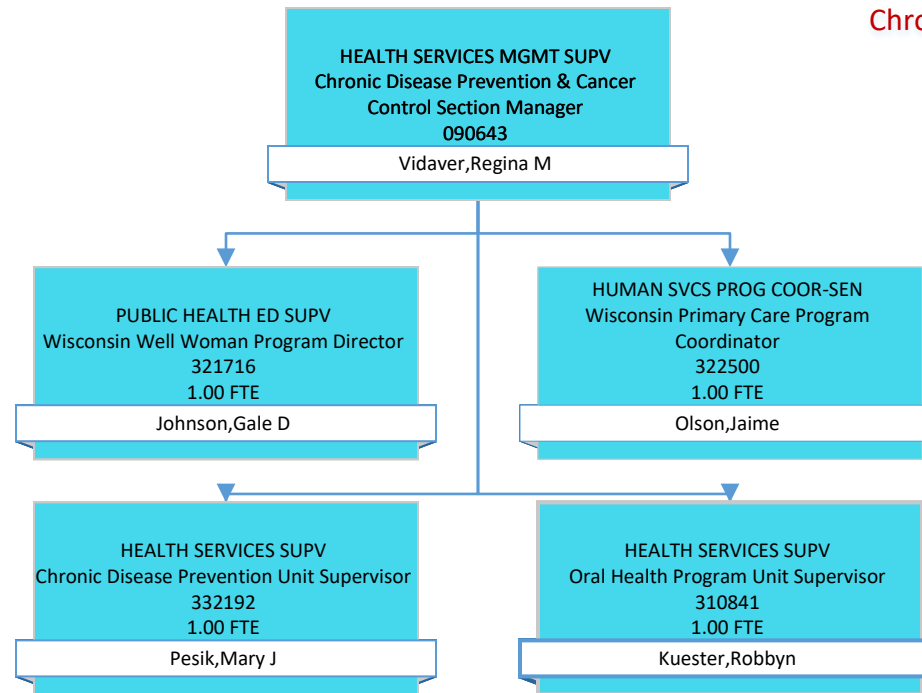 Chro
HEALTH SERVICES MGMT SUPV
Chronic Disease Prevention & Cancer
Control Section Manager
090643
Vidaver,Regina M
PUBLIC HEALTH ED SUPV
Wisconsin Well Woman Program Director
321716
1.00 FTE
Johnson,Gale D
HUMAN SVCS PROG COOR-SEN
Wisconsin Primary Care Program
Coordinator
322500
1.00 FTE
Olson,Jaime
HEALTH SERVICES SUPV
Chronic Disease Prevention Unit Supervisor
332192
1.00 FTE
Pesik,Mary J
HEALTH SERVICES SUPV
Oral Health Program Unit Supervisor
310841
1.00 FTE
Kuester,Robbyn